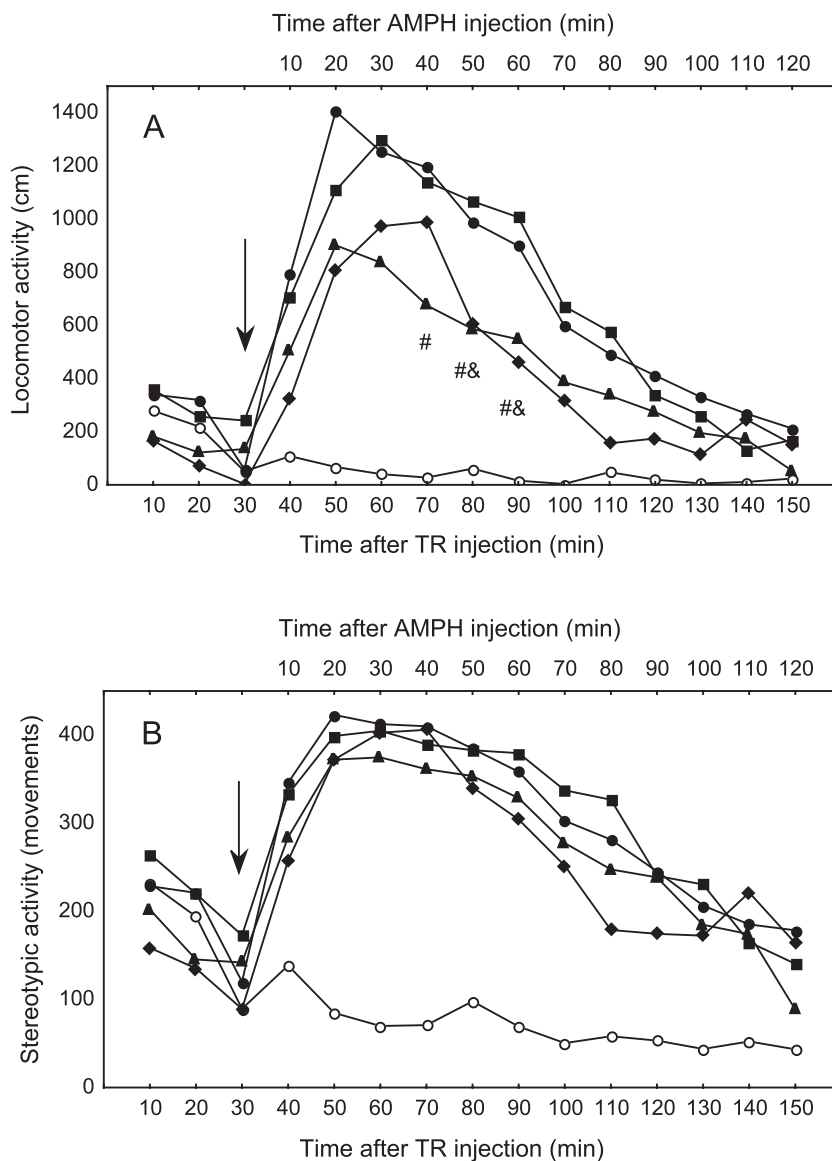 Time after AMPH injection (min)
10 20 30 40 50 60 70 80 90 100 110 120
A
1400
1200
1000
800
600
400
200
0
Locomotor activity (cm)
#
#&
#&
10 20 30 40 50 60 70 80 90 100 110 120 130 140 150
Time after TR injection (min)
Time after AMPH injection (min)
10 20 30 40 50 60 70 80 90 100 110 120
B
400
300
200
100
0
Stereotypic activity (movements)
10 20 30 40 50 60 70 80 90 100 110 120 130 140 150
Time after TR injection (min)